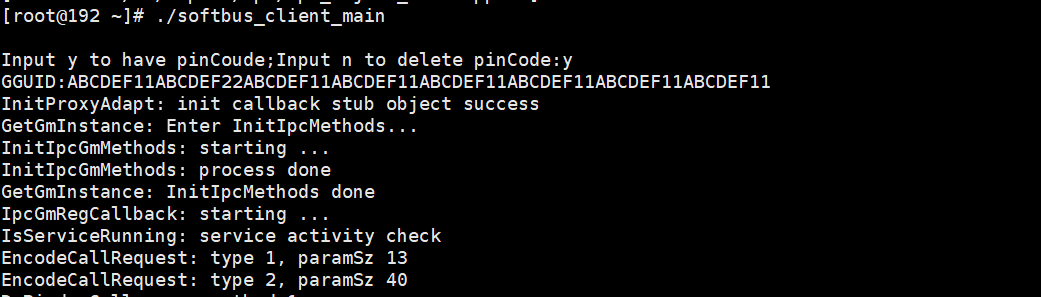 [root@192 ~]# ./softbus_client_main
Input y to have pinCoude;Input n to delete pinCode:y
GGUID:ABCDEF11ABCDEF22ABCDEF11ABCDEF11ABCDEF11ABCDEF11ABCDEF11ABCDEF11
InitProxyAdapt: init callback stub object success
GetGmInstance: Enter InitIpcMethods...
InitIpcGmMethods: starting ...
InitIpcGmMethods: process done
GetGmInstance: InitIpcMethods done
IpcGmRegCallback: starting ...
IsServiceRunning: service activity check
EncodeCallRequest: type 1, paramSz 13
EncodeCallRequest: type 2, paramSz 40